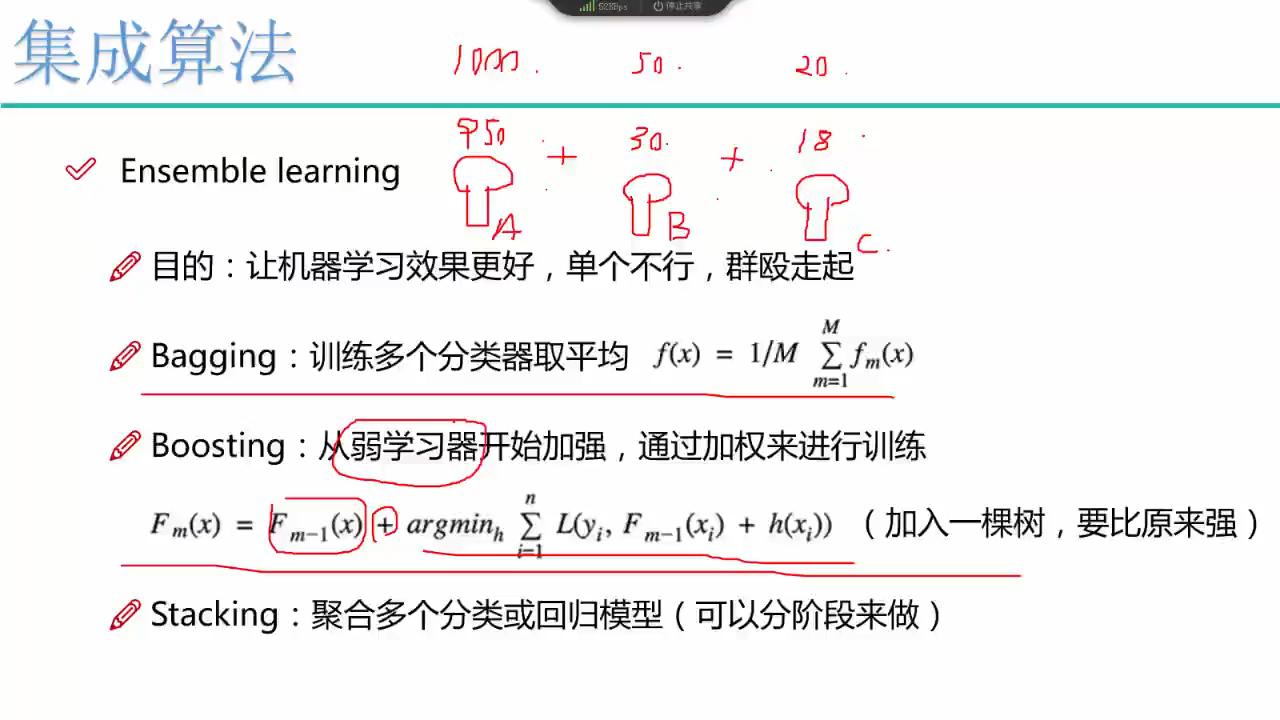 52KBps 停止共享
集成算法
1000 . 50 . 20 .
950 + 30 . + 18
A B C .
Ensemble learning
目的：让机器学习效果更好，单个不行，群殴走起
Bagging：训练多个分类器取平均 f(x) = 1/M ∑_{m=1}^{M} f_m(x)
Boosting：从弱学习器开始加强，通过加权来进行训练
F_m(x) = F_{m-1}(x) + argmin_h ∑_{i=1}^{n} L(y_i, F_{m-1}(x_i) + h(x_i)) （加入一棵树，要比原来强）
Stacking：聚合多个分类或回归模型（可以分阶段来做）